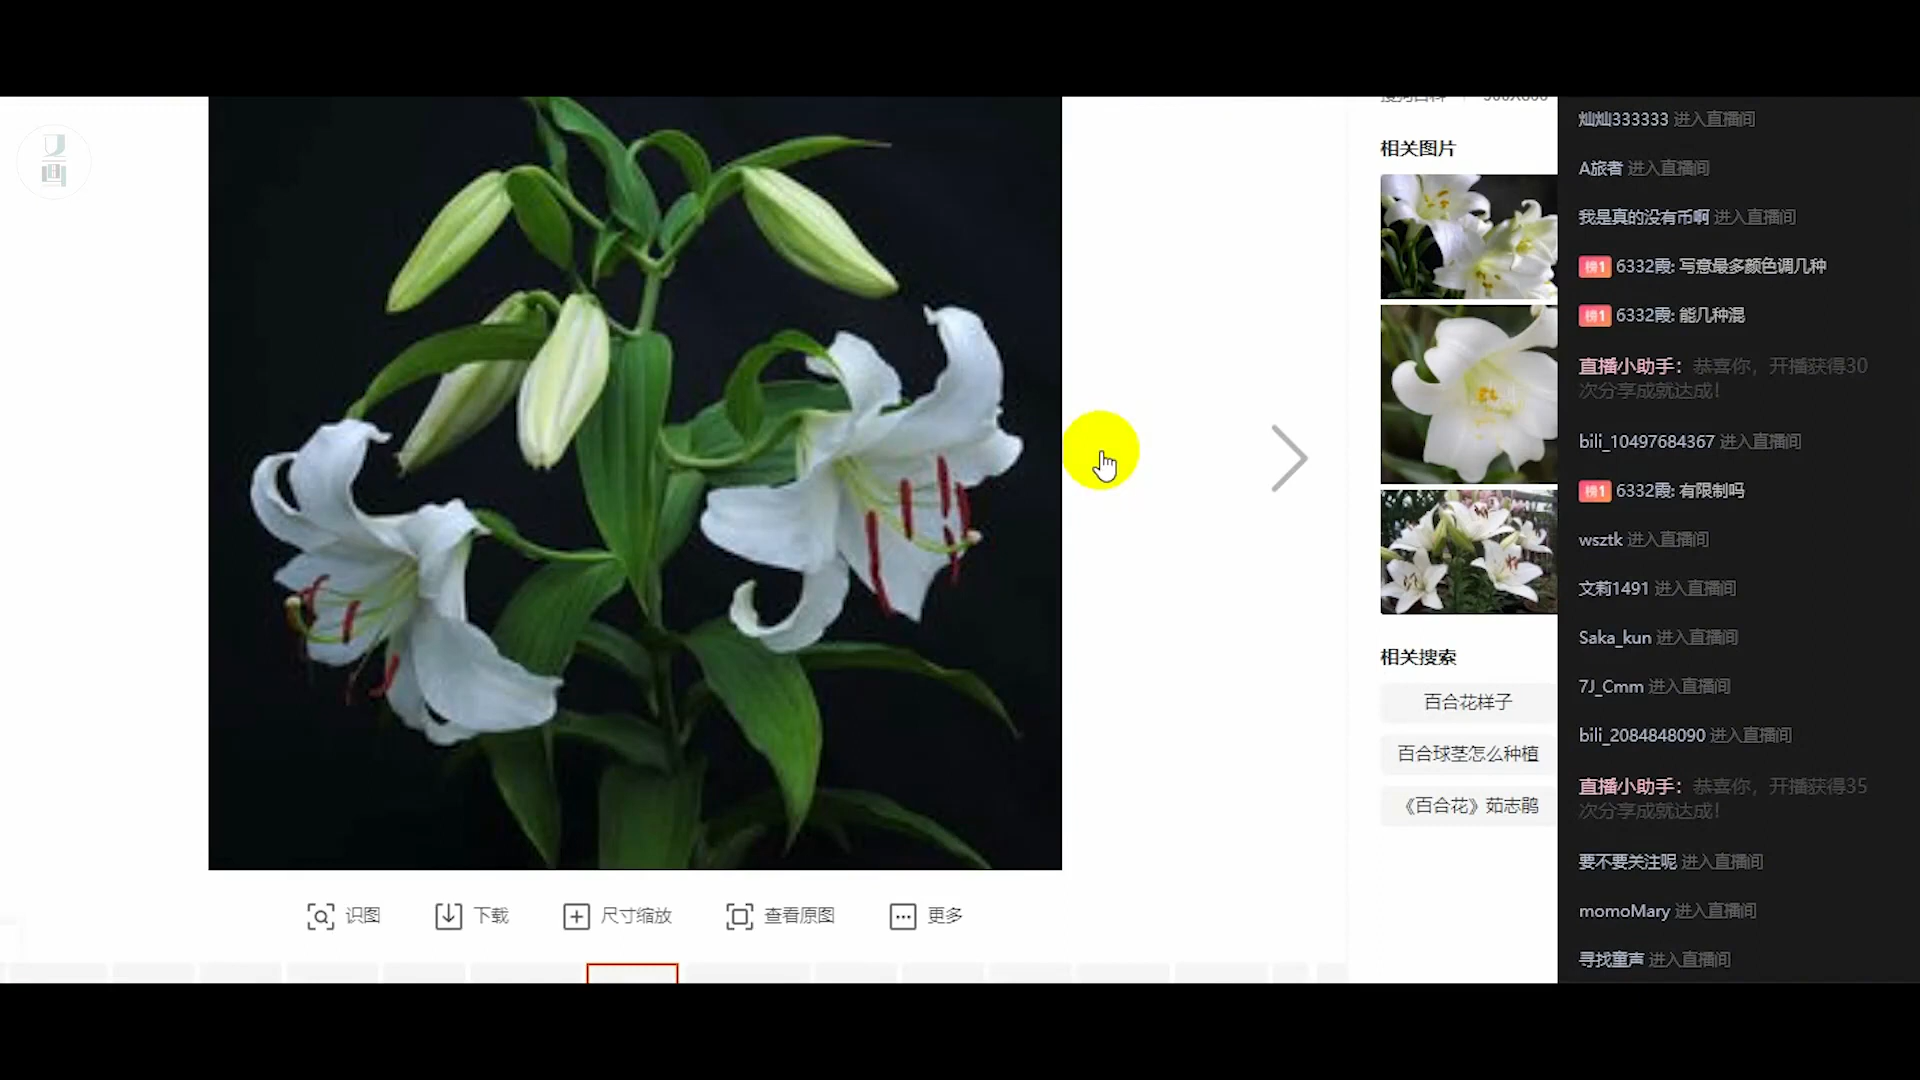 相关图片
相关搜索
百合花样子
百合球茎怎么种植
《百合花》茹志鹃
识图
下载
尺寸缩放
查看原图
更多
灿灿333333 进入直播间
A旅者 进入直播间
我是真的没有币啊 进入直播间
榜1 6332霞: 写意最多颜色调几种
榜1 6332霞: 能几种混
直播小助手： 恭喜你，开播获得30
次分享成就达成！
bili_10497684367 进入直播间
榜1 6332霞: 有限制吗
wsztk 进入直播间
文莉1491 进入直播间
Saka_kun 进入直播间
7J_Cmm 进入直播间
bili_2084848090 进入直播间
直播小助手： 恭喜你，开播获得35
次分享成就达成！
要不要关注呢 进入直播间
momoMary 进入直播间
寻找童声 进入直播间